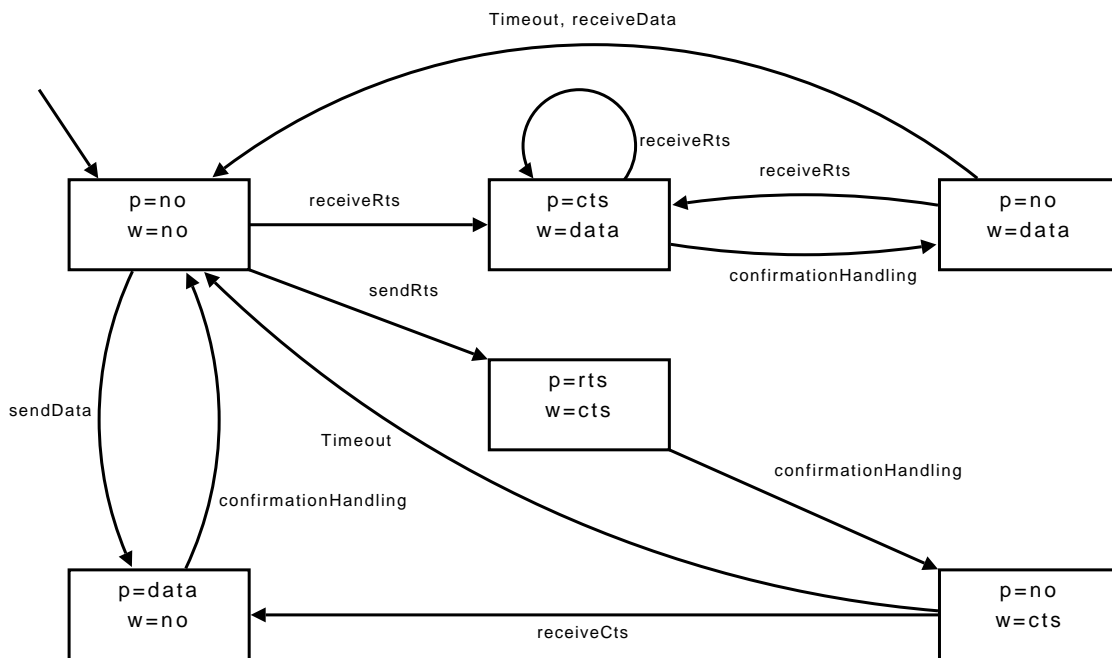 Timeout, receiveData
receiveRts
receiveRts
p=no
w=no
receiveRts
p=cts
w=data
p=no
w=data
confirmationHandling
sendRts
p=rts
w=cts
sendData
Timeout
confirmationHandling
confirmationHandling
p=data
w=no
receiveCts
p=no
w=cts